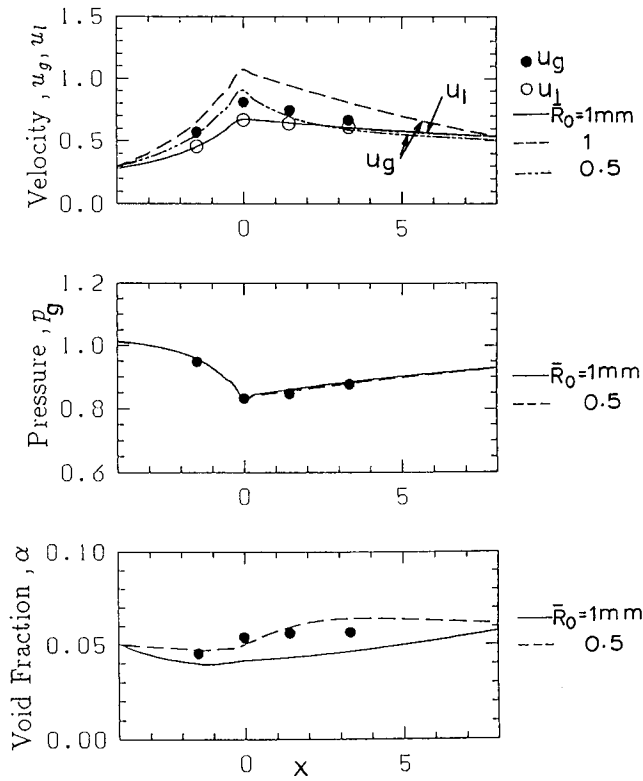 Velocity , u_g, u_l
1.5
1.0
0.5
0.0
0
5
u_l
u_g
● u_g
○ u_l
R̄₀=1mm
1
0.5
Pressure , p_g
1.2
1.0
0.8
0.6
0
5
R̄₀=1mm
0.5
Void Fraction , α
0.10
0.05
0.00
0
X
5
R̄₀=1mm
0.5